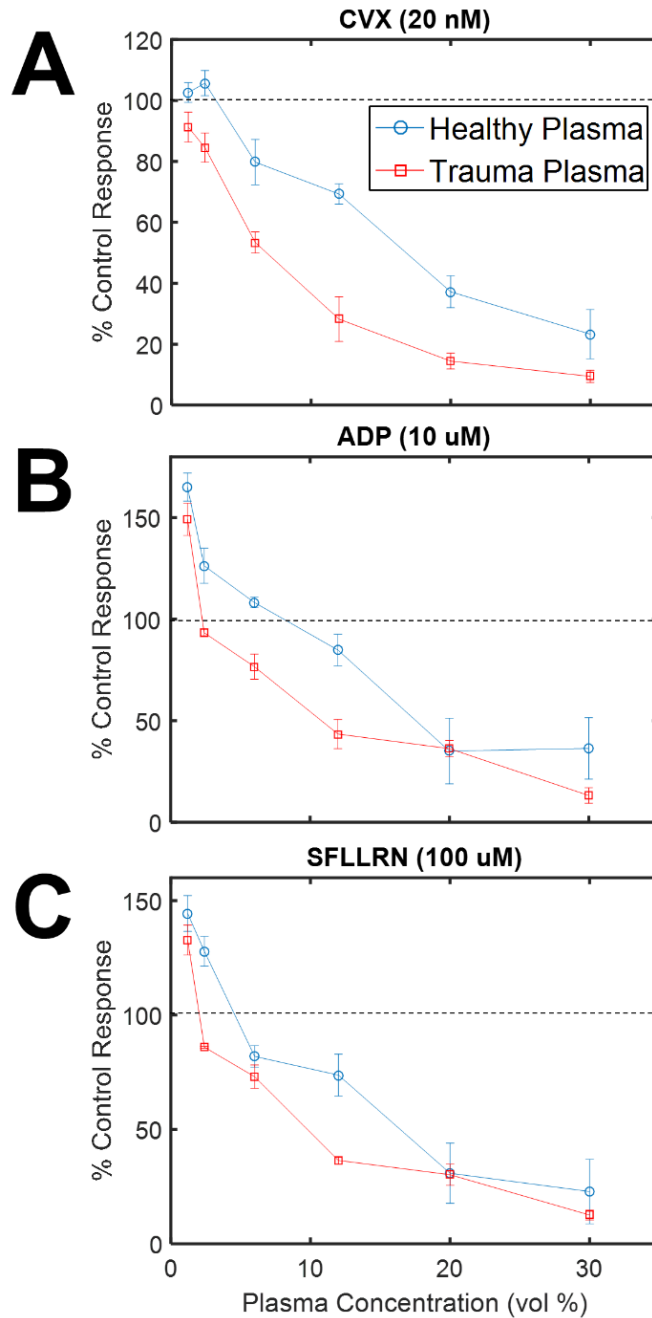 A
CVX (20 nM)
120
100
80
60
40
20
0
% Control Response
Healthy Plasma
Trauma Plasma
B
ADP (10 uM)
150
100
50
0
% Control Response
C
SFLLRN (100 uM)
150
100
50
0
% Control Response
0 10 20 30
Plasma Concentration (vol %)